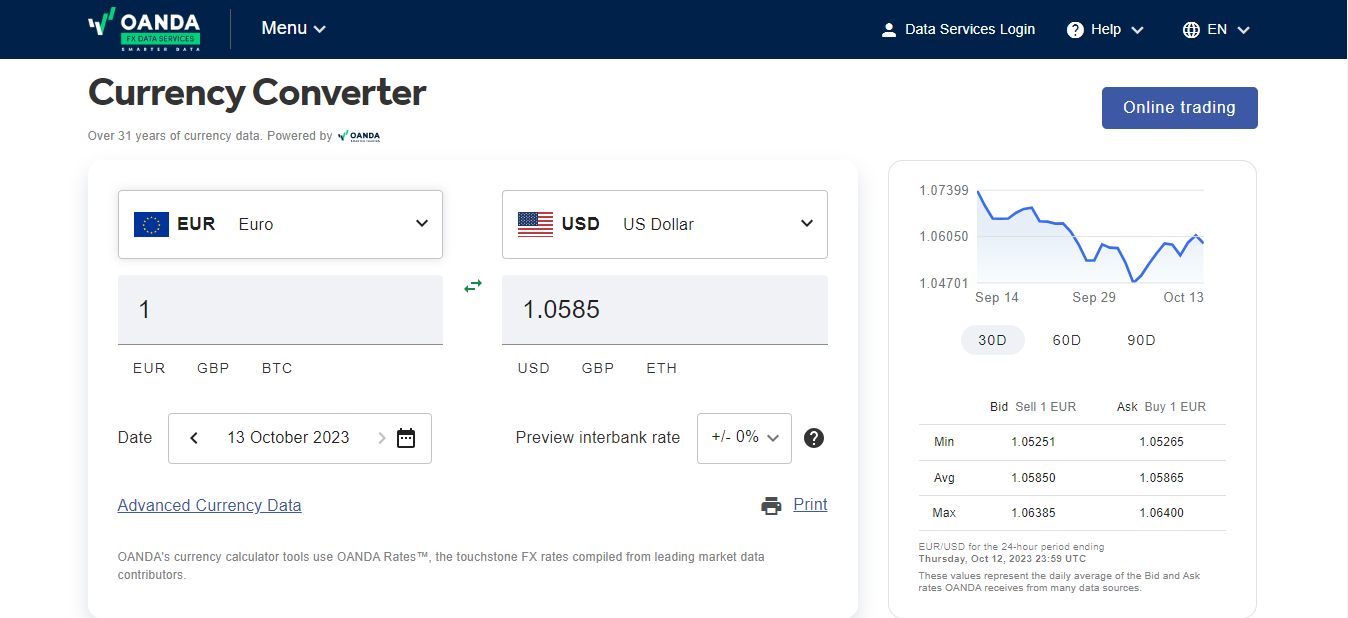 OANDA
FX DATA SERVICES
SMARTER DATA
Menu
Data Services Login
Help
EN
Currency Converter
Online trading
Over 31 years of currency data. Powered by OANDA
EUR Euro
USD US Dollar
1
1.0585
EUR GBP BTC
USD GBP ETH
Date
13 October 2023
Preview interbank rate
+/- 0%
?
Advanced Currency Data
Print
OANDA's currency calculator tools use OANDA Rates™, the touchstone FX rates compiled from leading market data
contributors.
1.07399
1.06050
1.04701
Sep 14 Sep 29 Oct 13
30D 60D 90D
Bid Sell 1 EUR Ask Buy 1 EUR
Min 1.05251 1.05265
Avg 1.05850 1.05865
Max 1.06385 1.06400
EUR/USD for the 24-hour period ending
Thursday, Oct 12, 2023 23:59 UTC
These values represent the daily average of the Bid and Ask
rates OANDA receives from many data sources.